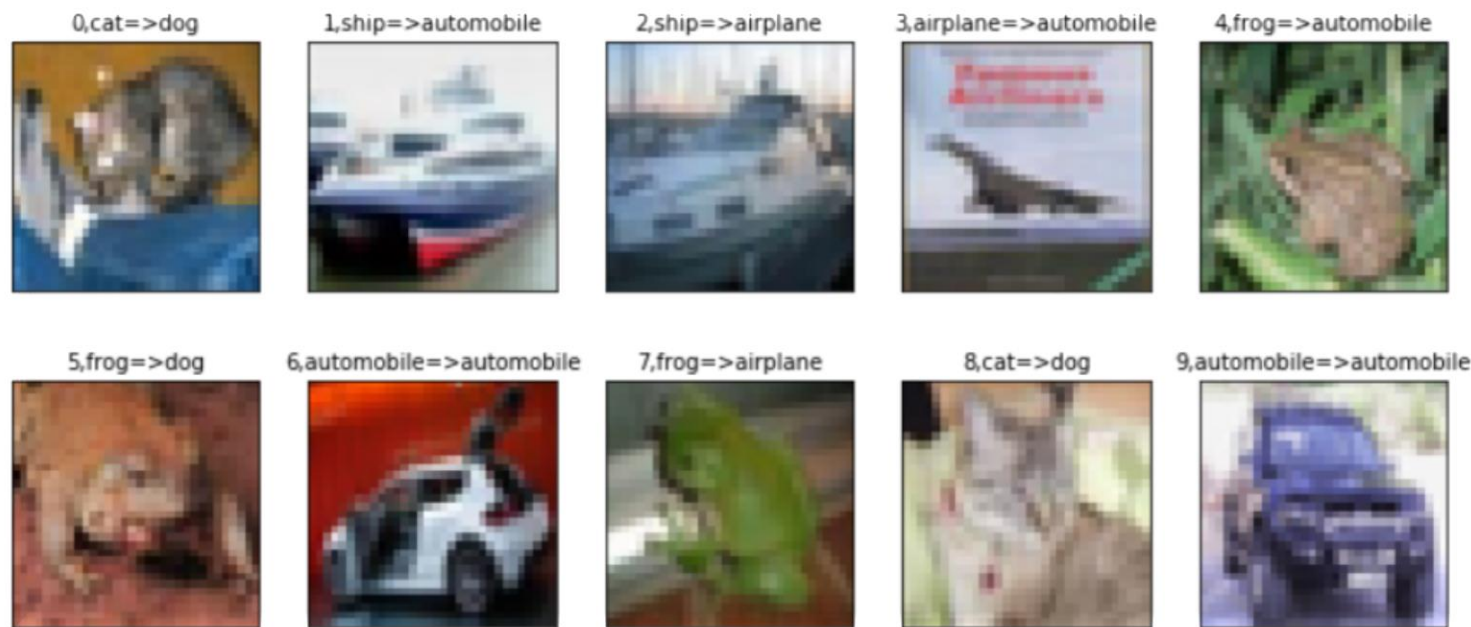 0,cat=>dog
1,ship=>automobile
2,ship=>airplane
3,airplane=>automobile
4,frog=>automobile
5,frog=>dog
6,automobile=>automobile
7,frog=>airplane
8,cat=>dog
9,automobile=>automobile